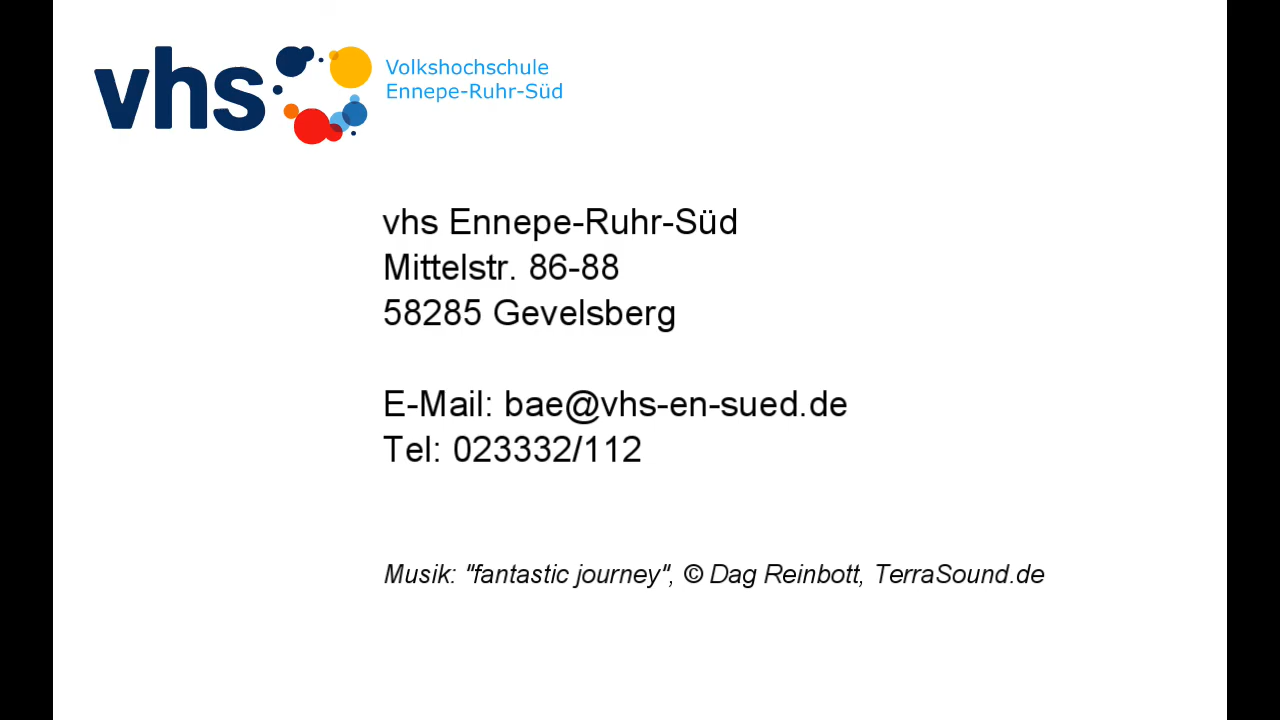 vhs
Volkshochschule
Ennepe-Ruhr-Süd
vhs Ennepe-Ruhr-Süd
Mittelstr. 86-88
58285 Gevelsberg
E-Mail: bae@vhs-en-sued.de
Tel: 023332/112
Musik: "fantastic journey", © Dag Reinbott, TerraSound.de